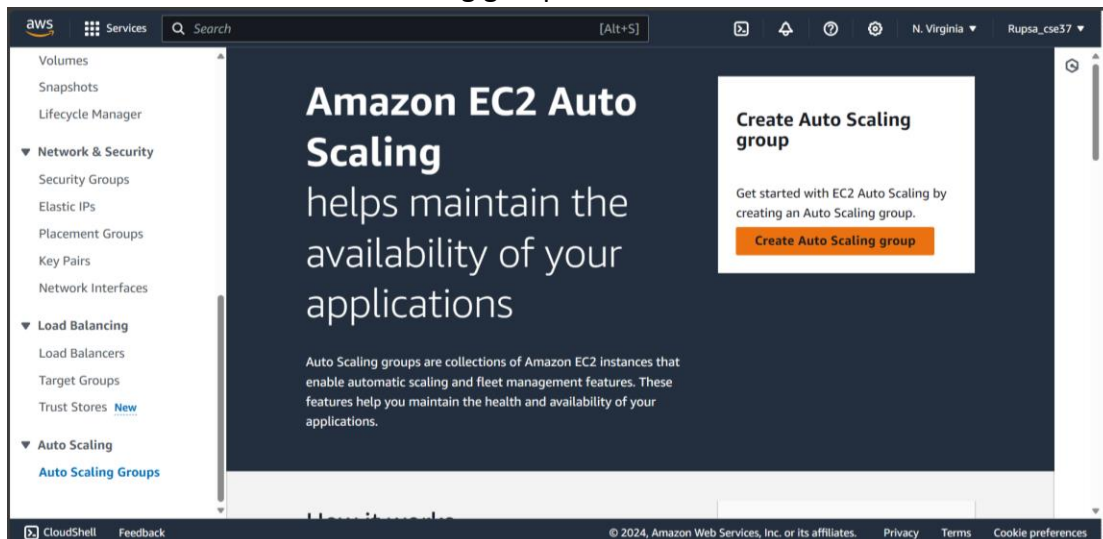 aws
Services
Search
[Alt+S]
N. Virginia
Rupsa_cse37
Volumes
Snapshots
Lifecycle Manager
Network & Security
Security Groups
Elastic IPs
Placement Groups
Key Pairs
Network Interfaces
Load Balancing
Load Balancers
Target Groups
Trust Stores New
Auto Scaling
Auto Scaling Groups
Amazon EC2 Auto
Scaling
helps maintain the
availability of your
applications
Auto Scaling groups are collections of Amazon EC2 instances that
enable automatic scaling and fleet management features. These
features help you maintain the health and availability of your
applications.
Create Auto Scaling
group
Get started with EC2 Auto Scaling by
creating an Auto Scaling group.
Create Auto Scaling group
How it works
CloudShell
Feedback
© 2024, Amazon Web Services, Inc. or its affiliates.
Privacy
Terms
Cookie preferences